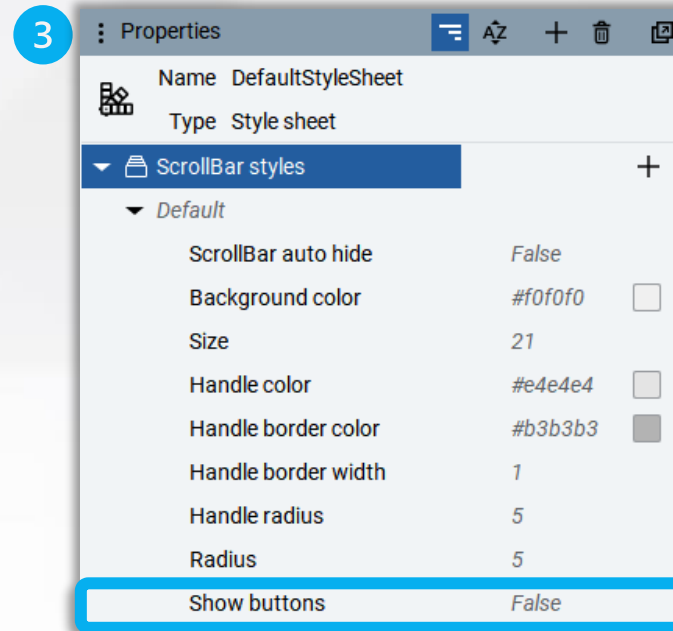 3
Properties
AZ
Name DefaultStyleSheet
Type Style sheet
ScrollBar styles
Default
ScrollBar auto hide False
Background color #f0f0f0
Size 21
Handle color #e4e4e4
Handle border color #b3b3b3
Handle border width 1
Handle radius 5
Radius 5
Show buttons False